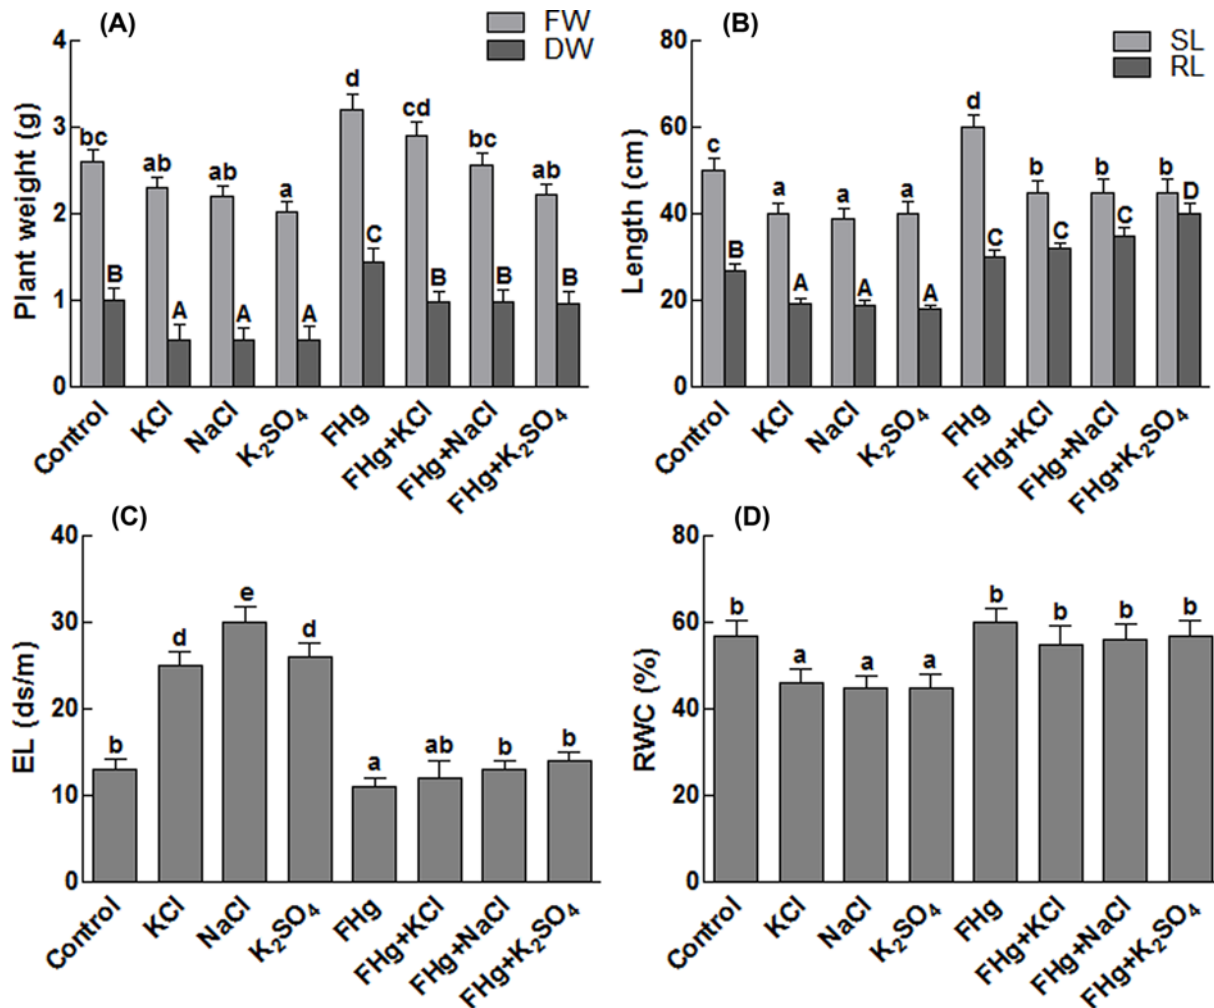 (A)
FW
DW
Plant weight (g)
4
3
2
1
0
bc
ab
ab
a
d
cd
bc
ab
B
A
A
A
C
B
B
B
Control
KCl
NaCl
K₂SO₄
FHg
FHg+KCl
FHg+NaCl
FHg+K₂SO₄
(B)
SL
RL
Length (cm)
80
60
40
20
0
c
a
a
a
d
b
b
b
B
A
A
A
C
C
C
D
Control
KCl
NaCl
K₂SO₄
FHg
FHg+KCl
FHg+NaCl
FHg+K₂SO₄
(C)
EL (ds/m)
40
30
20
10
0
b
d
e
d
a
ab
b
b
Control
KCl
NaCl
K₂SO₄
FHg
FHg+KCl
FHg+NaCl
FHg+K₂SO₄
(D)
RWC (%)
80
60
40
20
0
b
a
a
a
b
b
b
b
Control
KCl
NaCl
K₂SO₄
FHg
FHg+KCl
FHg+NaCl
FHg+K₂SO₄